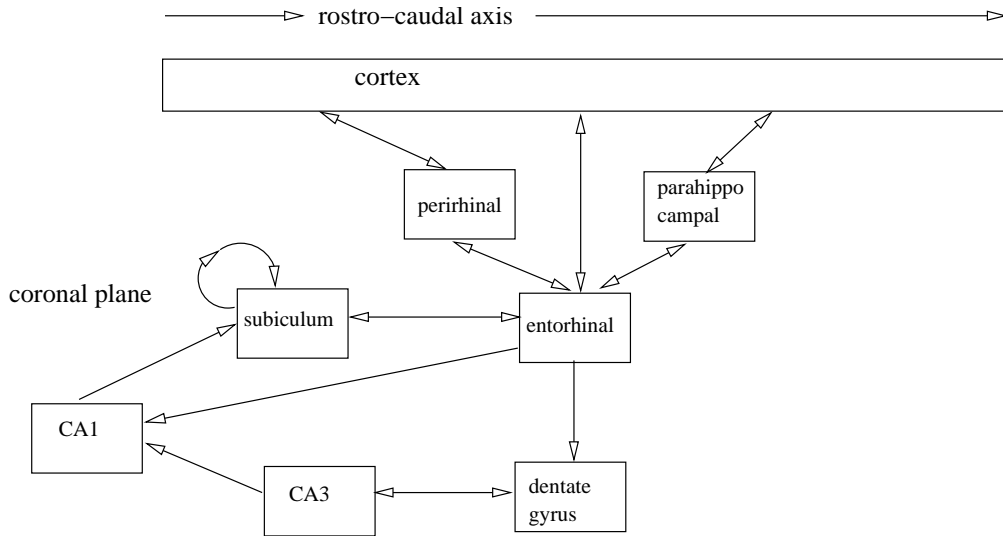 rostro−caudal axis
cortex
perirhinal
parahippo
campal
coronal plane
subiculum
entorhinal
CA1
CA3
dentate
gyrus